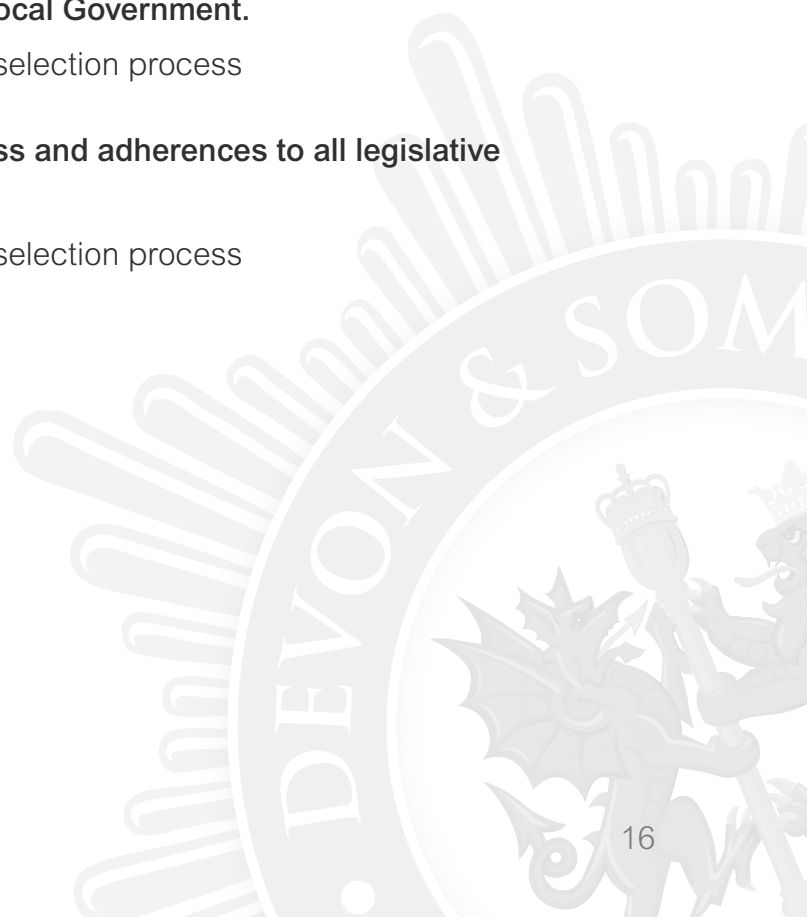 ocal Government.
selection process
ss and adherences to all legislative
selection process
DEVON & SOM
16